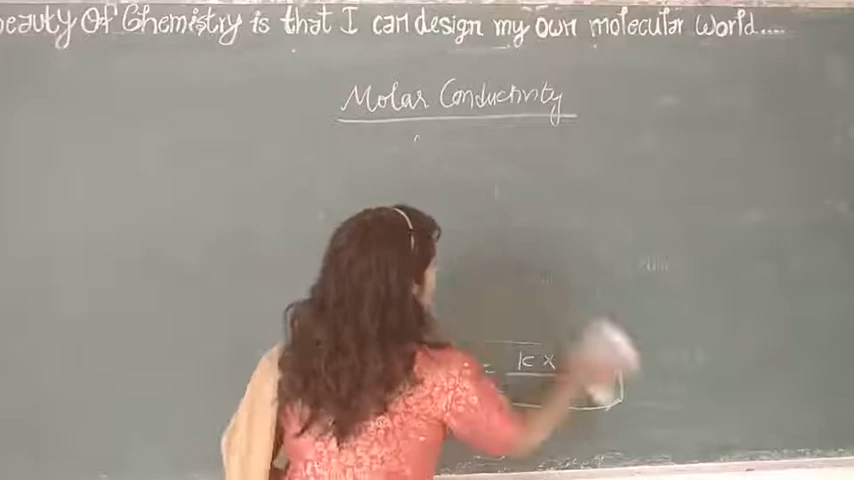 beauty Of Chemistry is that I can design my own molecular world....
Molar Conductivity
= K ×